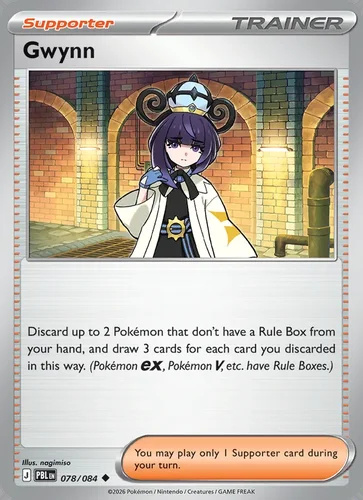 Supporter
TRAINER
Gwynn
Discard up to 2 Pokémon that don't have a Rule Box from
your hand, and draw 3 cards for each card you discarded
in this way. (Pokémon ex, Pokémon V, etc. have Rule Boxes.)
Illus. nagimiso
You may play only 1 Supporter card during
your turn.
J PBL EN 078/084
©2026 Pokémon / Nintendo / Creatures / GAME FREAK